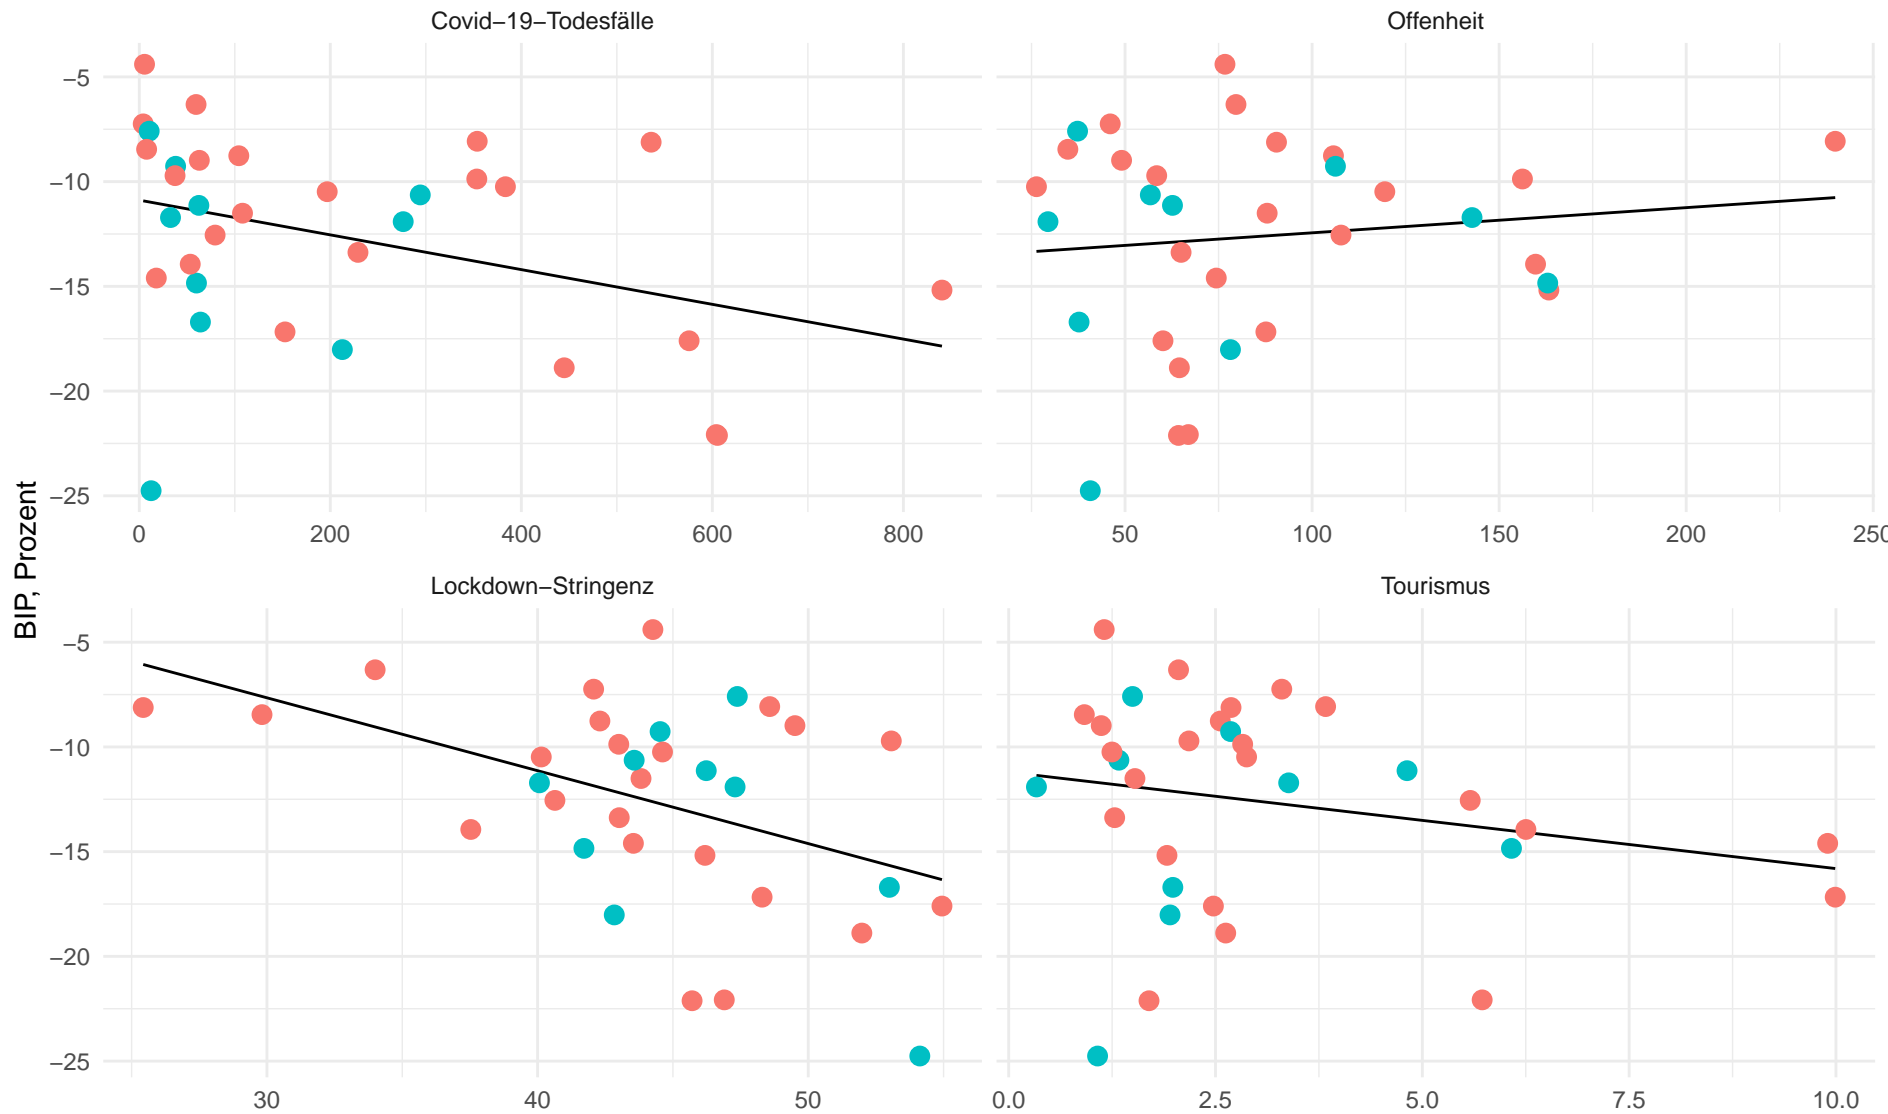 Covid−19−Todesfälle
Offenheit
−5
−10
−15
−20
−25
0 200 400 600 800
50 100 150 200 250
BIP, Prozent
Lockdown−Stringenz
Tourismus
−5
−10
−15
−20
−25
30 40 50
0.0 2.5 5.0 7.5 10.0